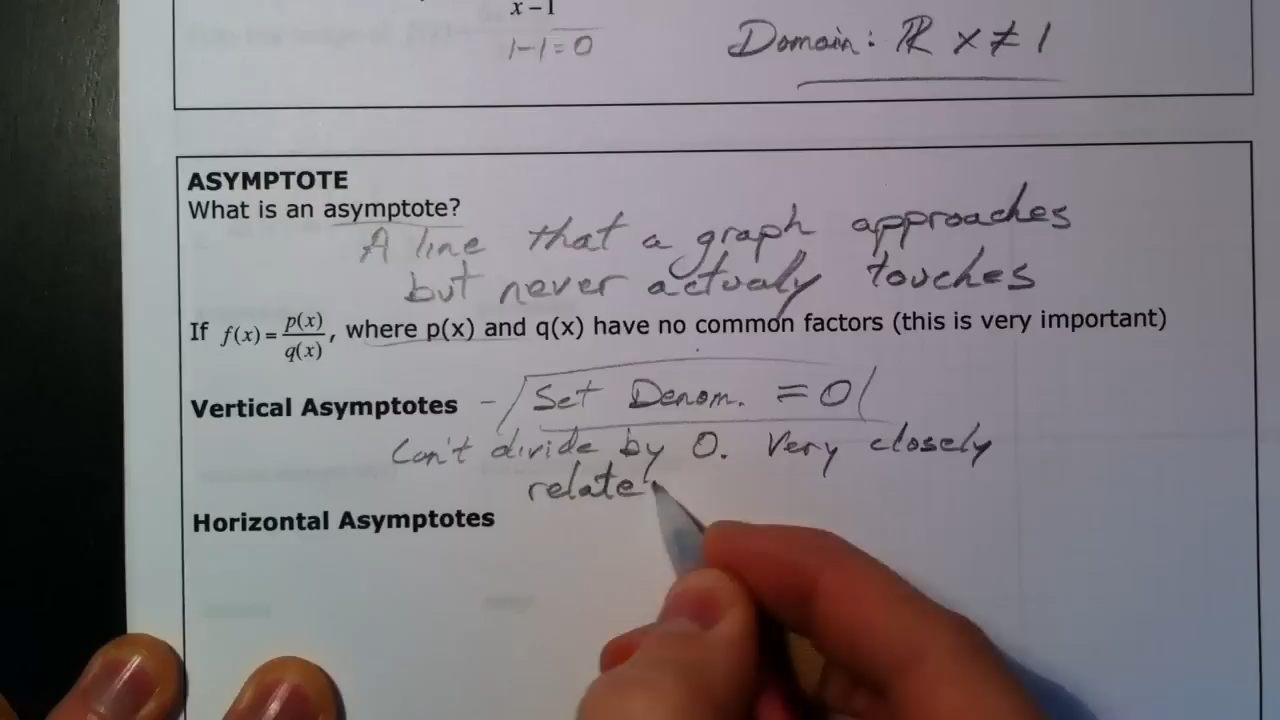 x – 1
1-1=0
Domain: ℝ x ≠ 1
ASYMPTOTE
What is an asymptote?
A line that a graph approaches
but never actualy touches
If f(x) = p(x)/q(x), where p(x) and q(x) have no common factors (this is very important)
Vertical Asymptotes - Set Denom. = 0
Can't divide by 0. Very closely
relate
Horizontal Asymptotes